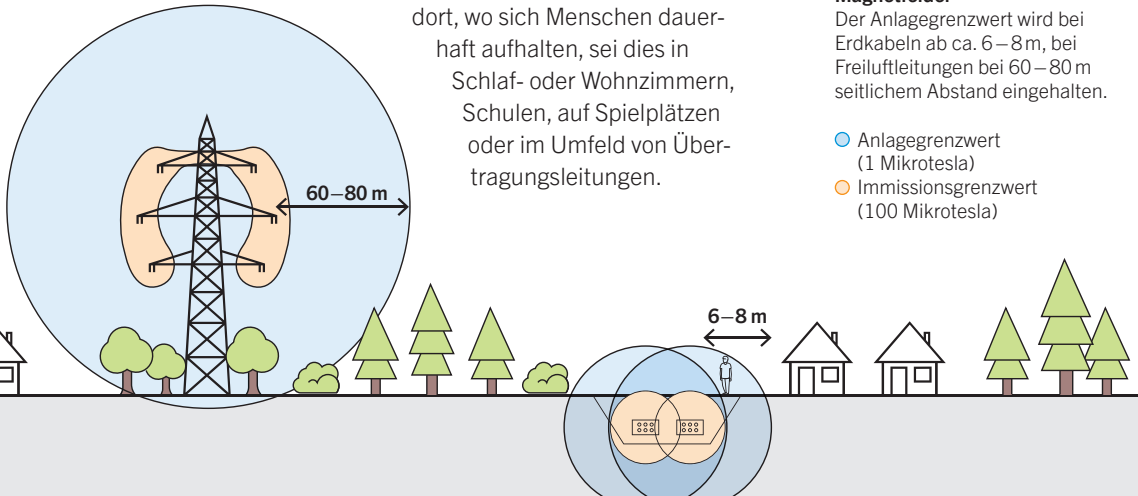 dort, wo sich Menschen dauer-
haft aufhalten, sei dies in
Schlaf- oder Wohnzimmern,
Schulen, auf Spielplätzen
oder im Umfeld von Über-
tragungsleitungen.
Magnetfelder
Der Anlagegrenzwert wird bei
Erdkabeln ab ca. 6–8 m, bei
Freiluftleitungen bei 60–80 m
seitlichem Abstand eingehalten.
Anlagegrenzwert
(1 Mikrotesla)
Immissionsgrenzwert
(100 Mikrotesla)
60–80 m
6–8 m